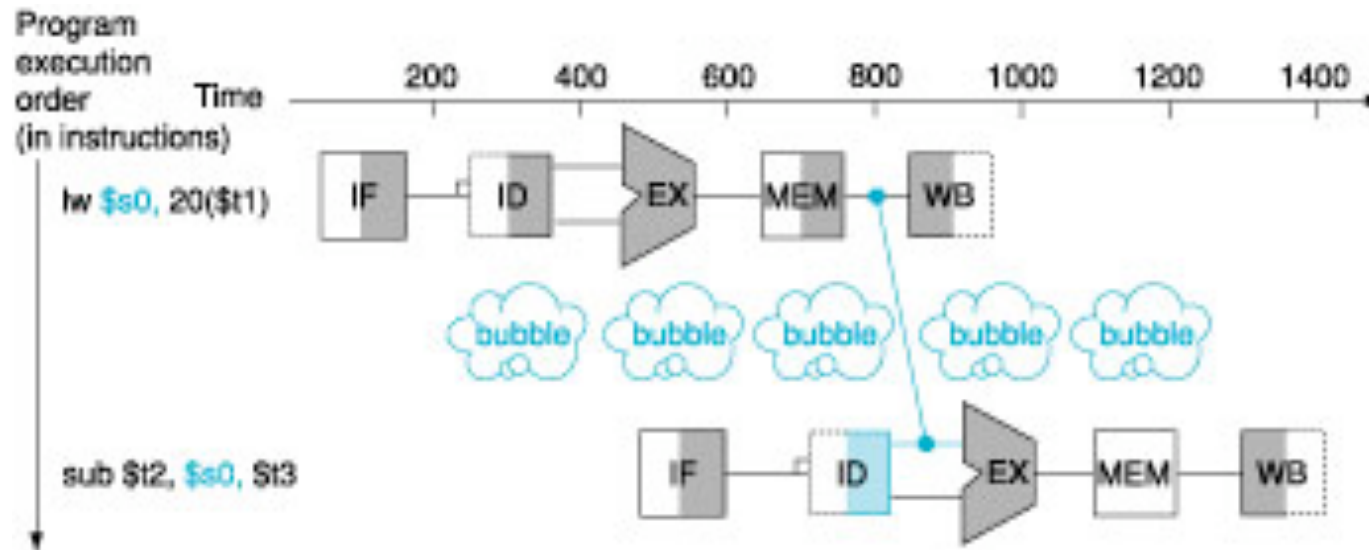 Program
execution
order
(in instructions)
Time
200 400 600 800 1000 1200 1400
lw $s0, 20($t1)
IF ID EX MEM WB
bubble bubble bubble bubble bubble
sub $t2, $s0, $t3
IF ID EX MEM WB